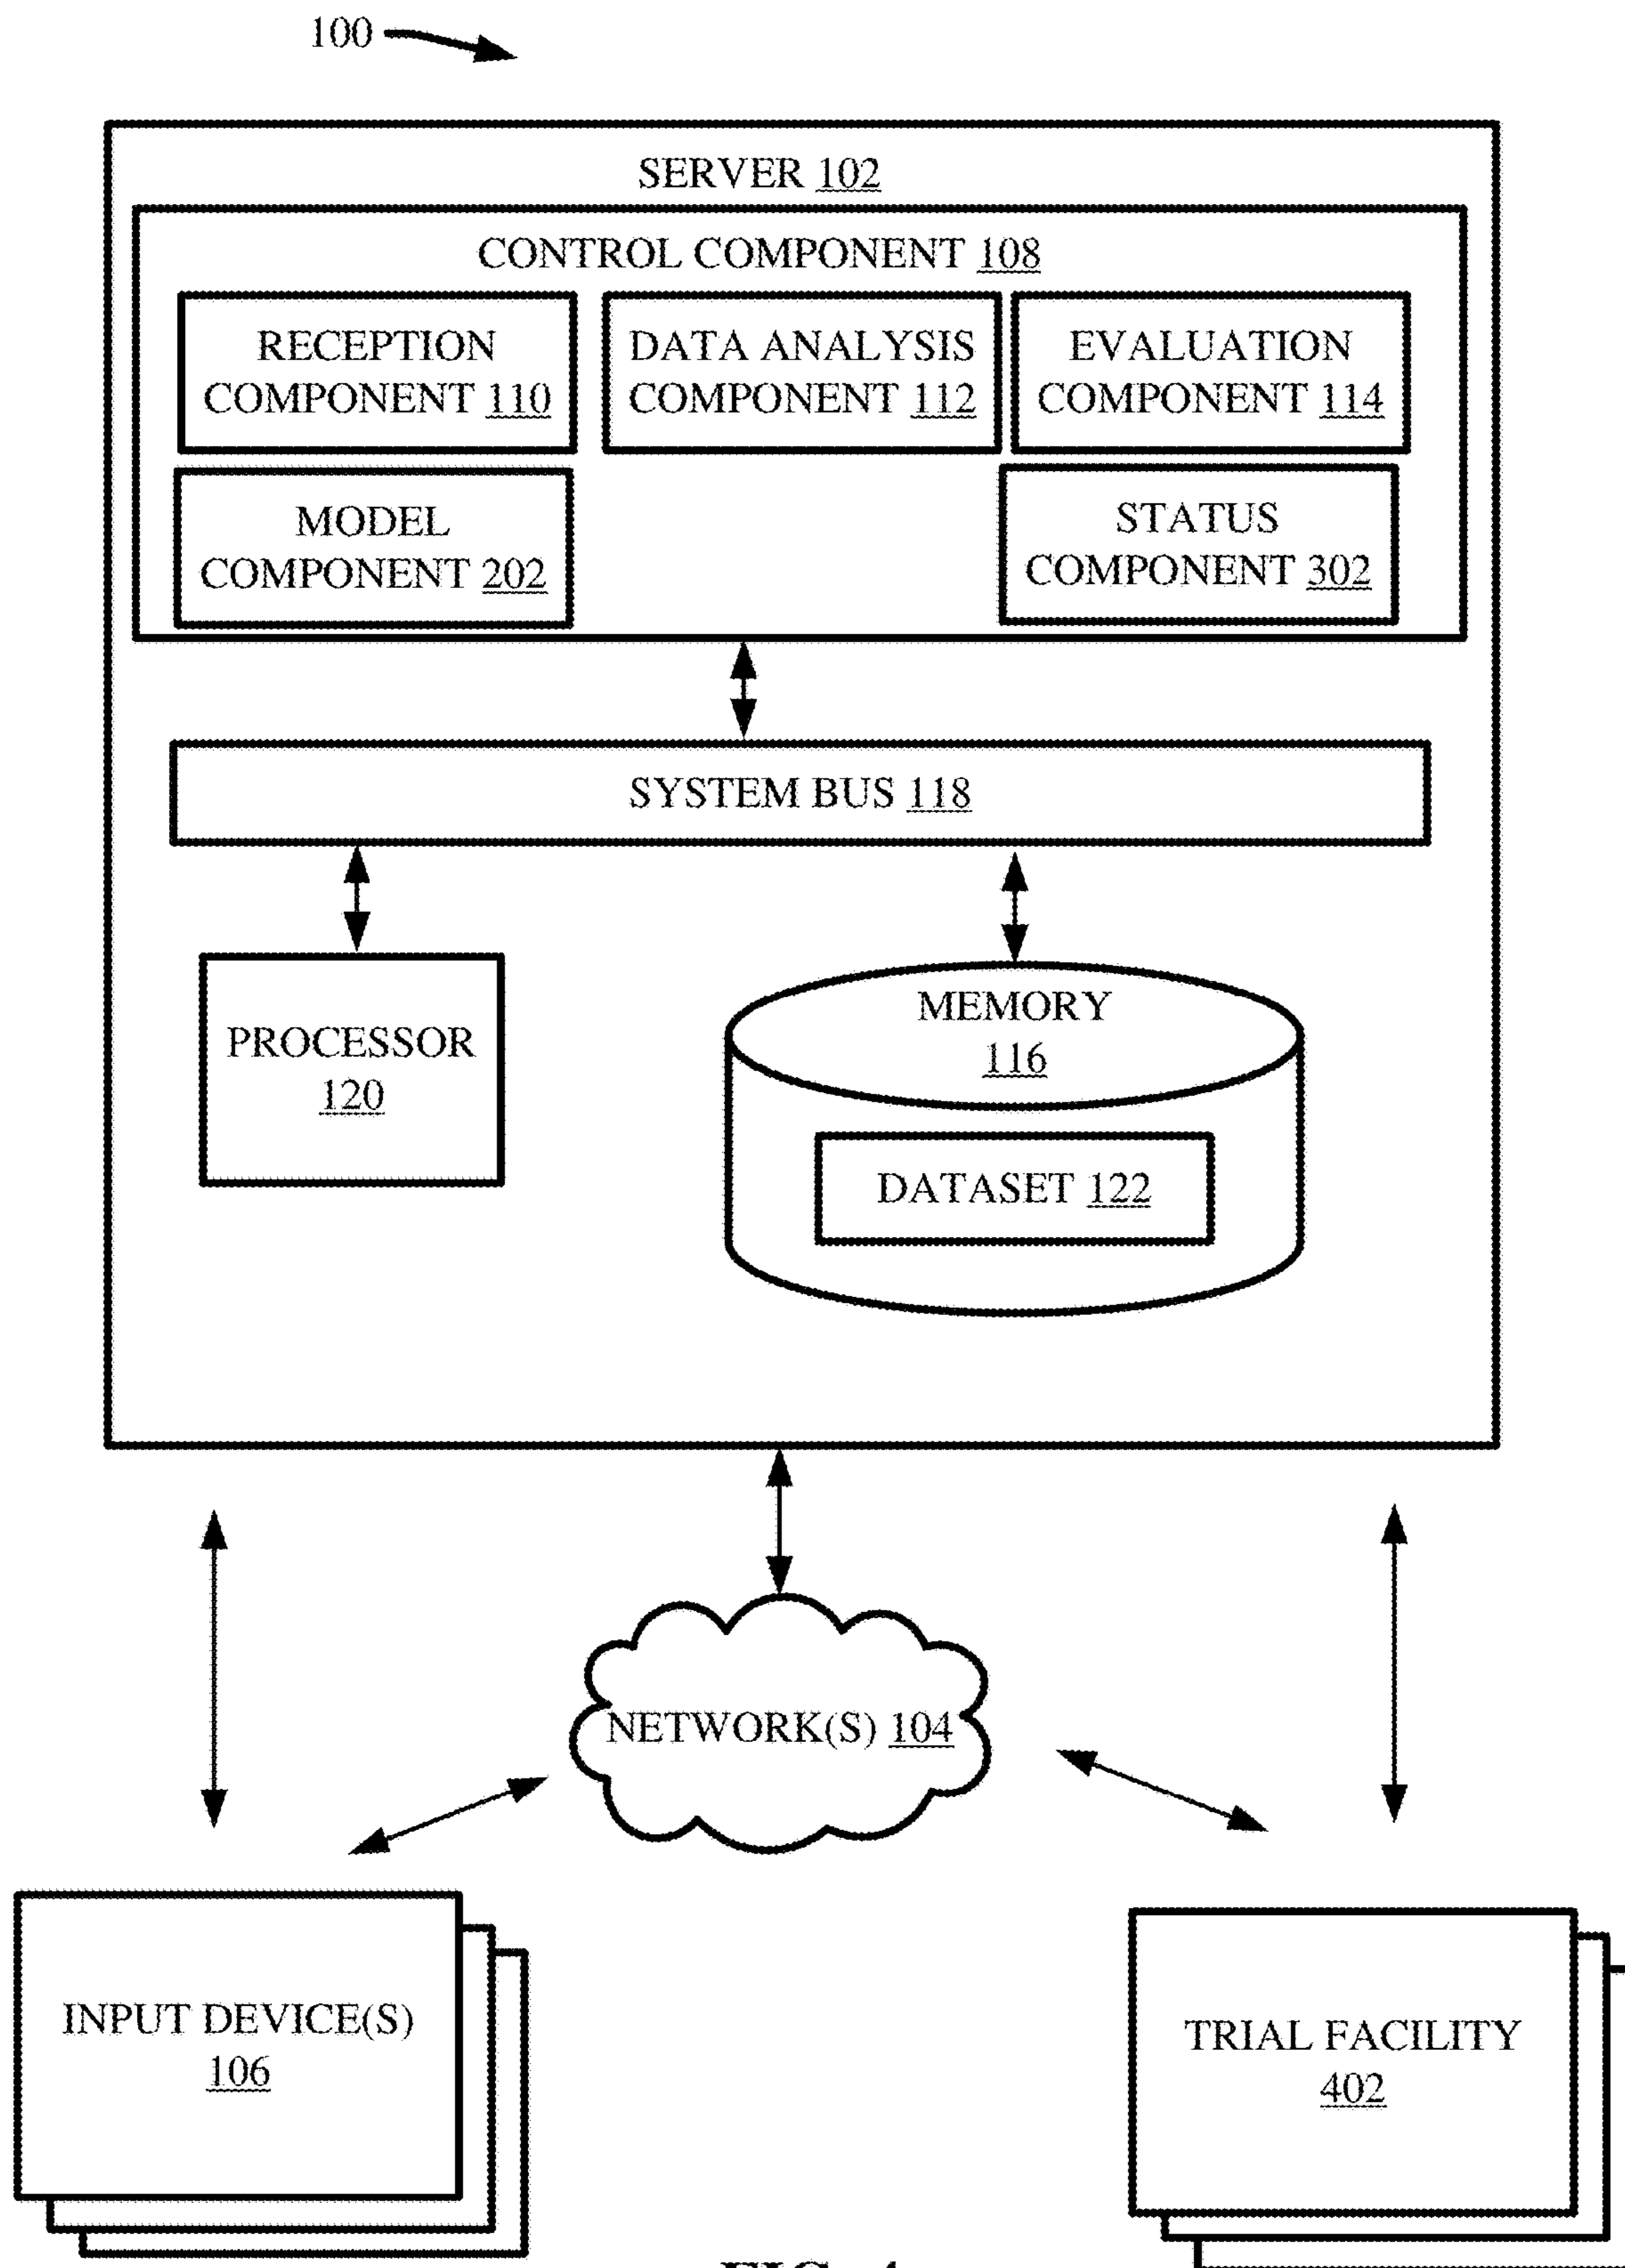 100
SERVER 102
CONTROL COMPONENT 108
RECEPTION
COMPONENT 110
DATA ANALYSIS
COMPONENT 112
EVALUATION
COMPONENT 114
MODEL
COMPONENT 202
STATUS
COMPONENT 302
SYSTEM BUS 118
PROCESSOR
120
MEMORY
116
DATASET 122
NETWORK(S) 104
INPUT DEVICE(S)
106
TRIAL FACILITY
402